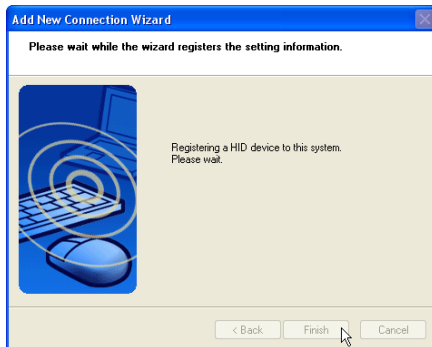 Add New Connection Wizard
Please wait while the wizard registers the setting information.
Registering a HID device to this system.
Please wait.
< Back
Finish
Cancel